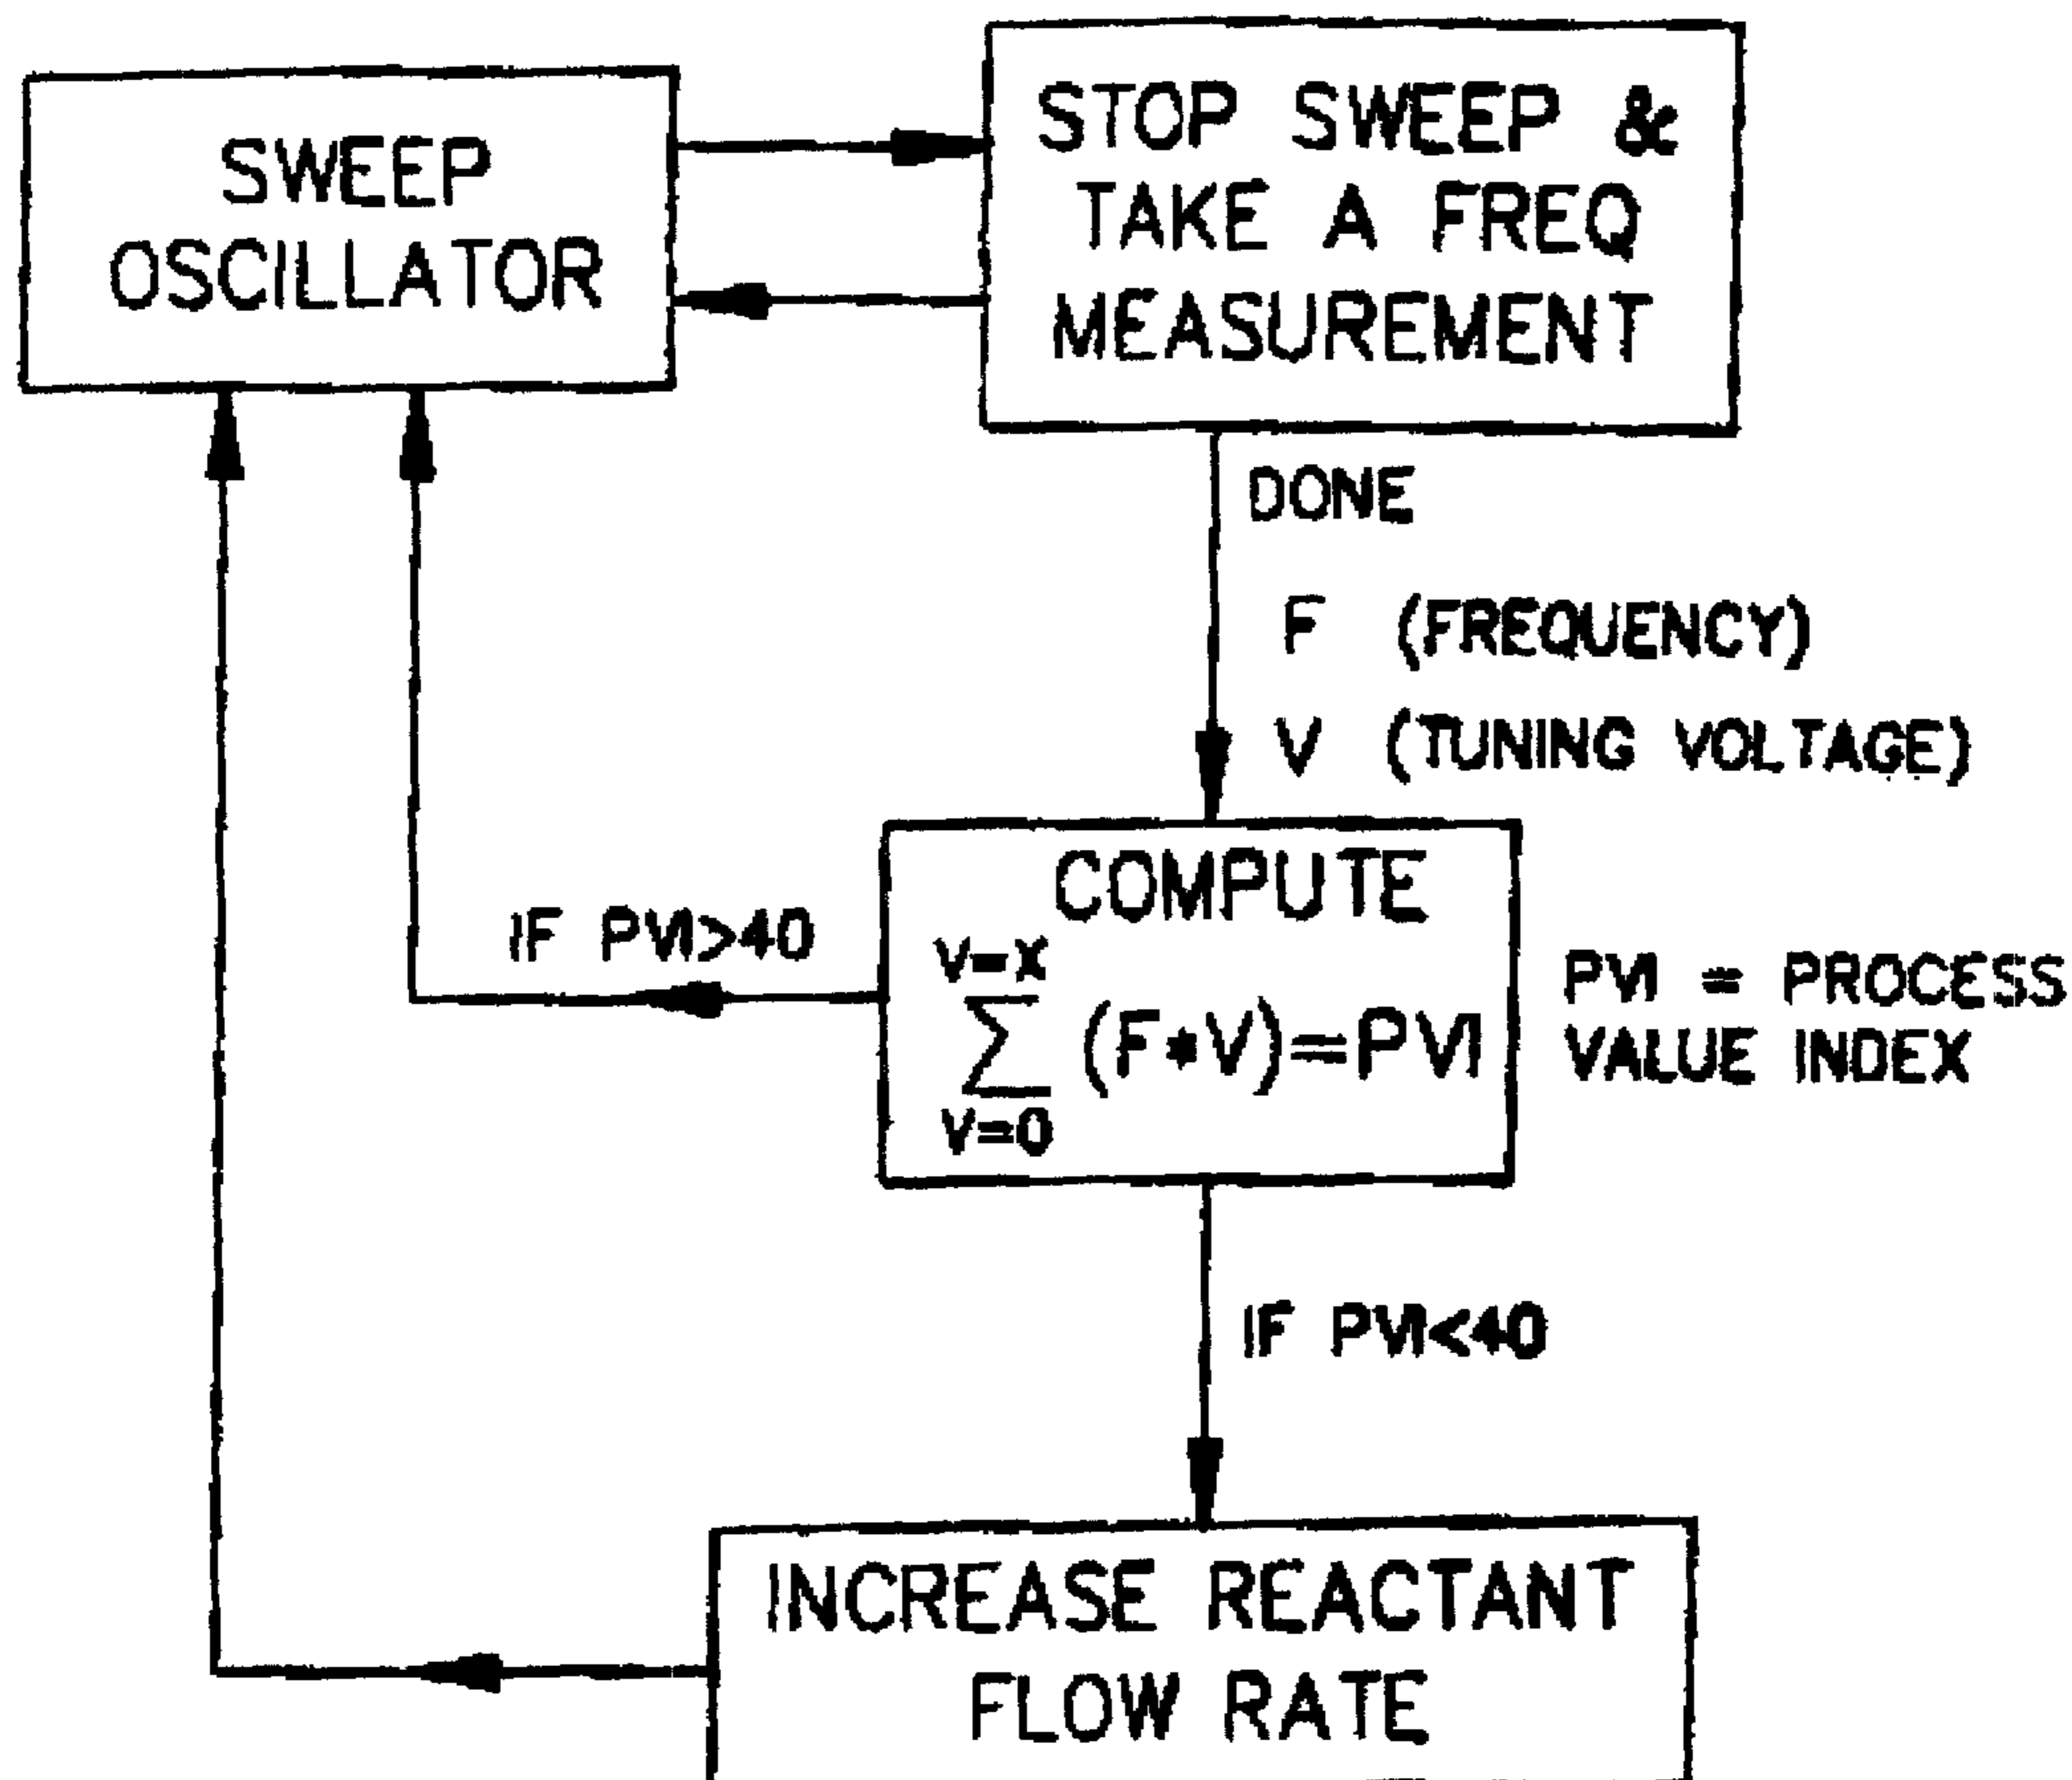 SWEEP
OSCILLATOR
STOP SWEEP &
TAKE A FREQ
MEASUREMENT
DONE
F (FREQUENCY)
V (TUNING VOLTAGE)
COMPUTE
V=X
∑ (F*V)=PVI
V=0
PVI = PROCESS
VALUE INDEX
IF PVI>40
IF PVI<40
INCREASE REACTANT
FLOW RATE